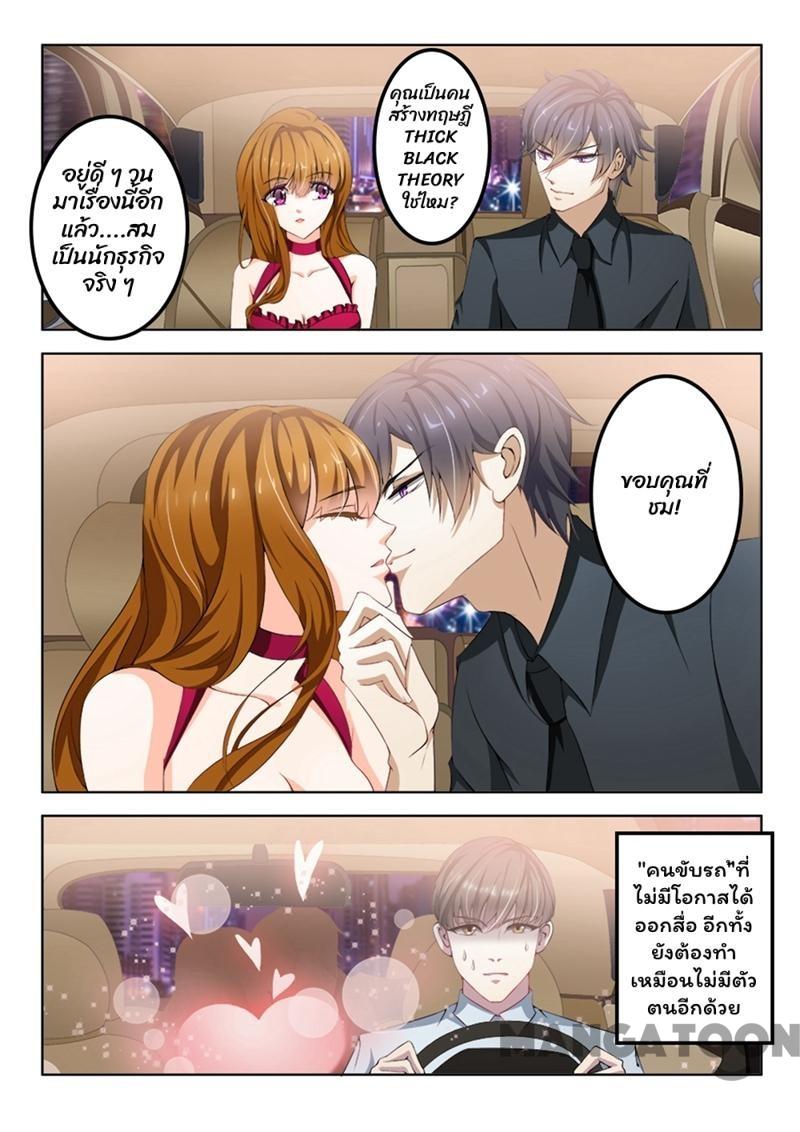 อยู่ดี ๆ วน
มาเรื่องนี้อีก
แล้ว....สม
เป็นนักธุรกิจ
จริง ๆ
คุณเป็นคน
สร้างทฤษฎี
THICK
BLACK
THEORY
ใช่ไหม?
ขอบคุณที่
ชม!
"คนขับรถ"ที่
ไม่มีโอกาสได้
ออกสื่อ อีกทั้ง
ยังต้องทำ
เหมือนไม่มีตัว
ตนอีกด้วย
MANGATOON